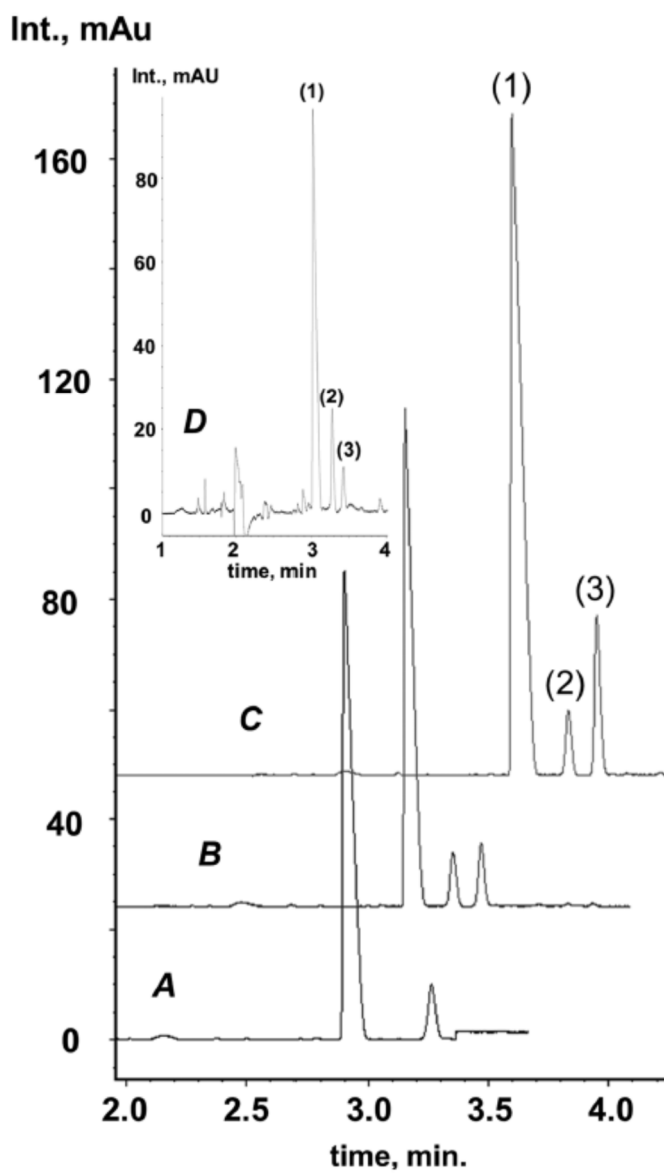 Int., mAu
Int., mAU
(1)
(1)
160
80
60
40
120
(2)
20
D
(3)
0
1 2 3 4
time, min
80
(3)
(2)
C
40
B
A
0
2.0 2.5 3.0 3.5 4.0
time, min.